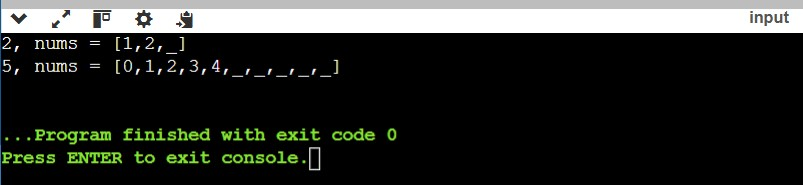 input
2, nums = [1,2,_]
5, nums = [0,1,2,3,4,_,_,_,_,_]
...Program finished with exit code 0
Press ENTER to exit console.